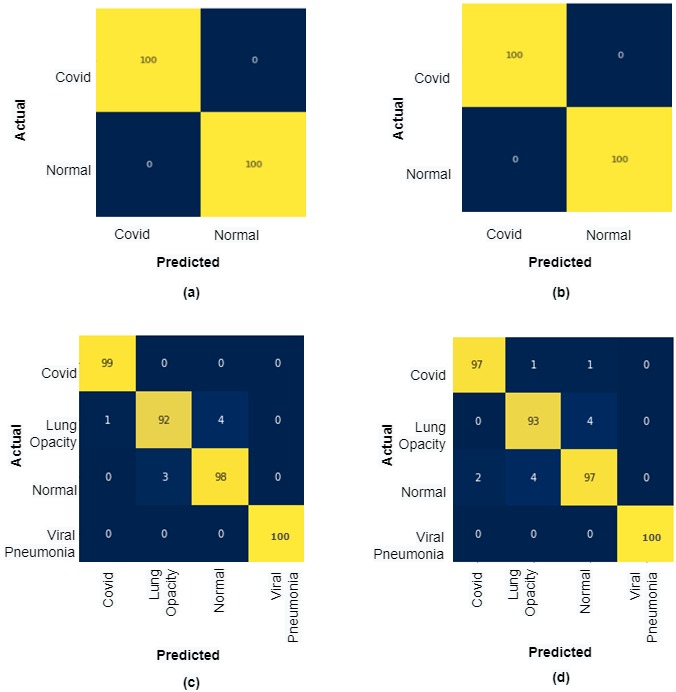 100 0
Covid
Actual
0 100
Normal
Covid Normal
Predicted
(a)
100 0
Covid
Actual
0 100
Normal
Covid Normal
Predicted
(b)
99 0 0 0
Covid
1 92 4 0
Lung
Opacity
Actual
0 3 98 0
Normal
0 0 0 100
Viral
Pneumonia
Covid
Lung
Opacity
Normal
Viral
Pneumonia
Predicted
(c)
97 1 1 0
Covid
0 93 4 0
Lung
Opacity
Actual
2 4 97 0
Normal
0 0 0 100
Viral
Pneumonia
Covid
Lung
Opacity
Normal
Viral
Pneumonia
Predicted
(d)